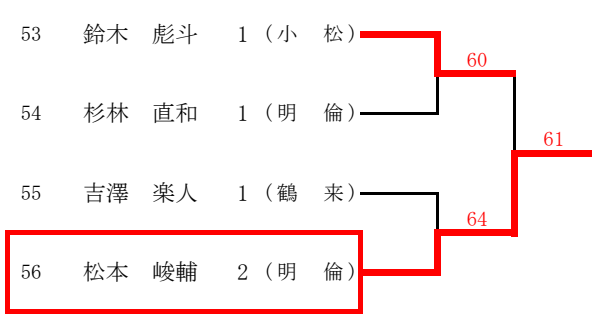 53 鈴木 彪斗 1 (小 松)
60
54 杉林 直和 1 (明 倫)
61
55 吉澤 楽人 1 (鶴 来)
64
56 松本 峻輔 2 (明 倫)